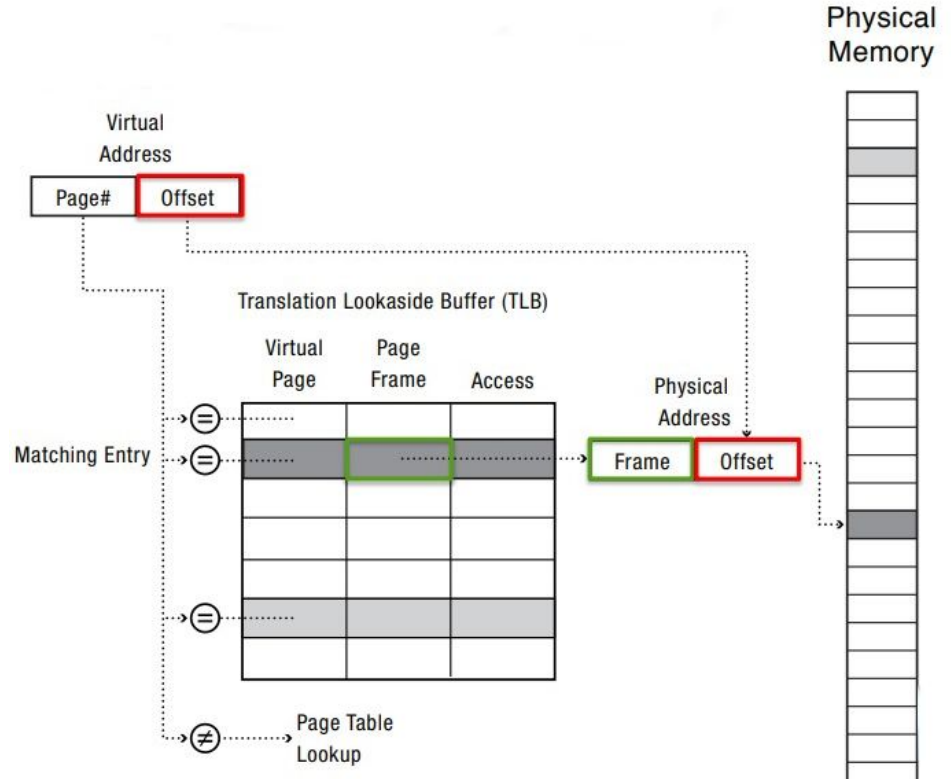 Physical
Memory
Virtual
Address
Page#
Offset
Translation Lookaside Buffer (TLB)
Virtual
Page
Page
Frame
Access
Physical
Address
Matching Entry
=
=
Frame
Offset
=
≠
Page Table
Lookup